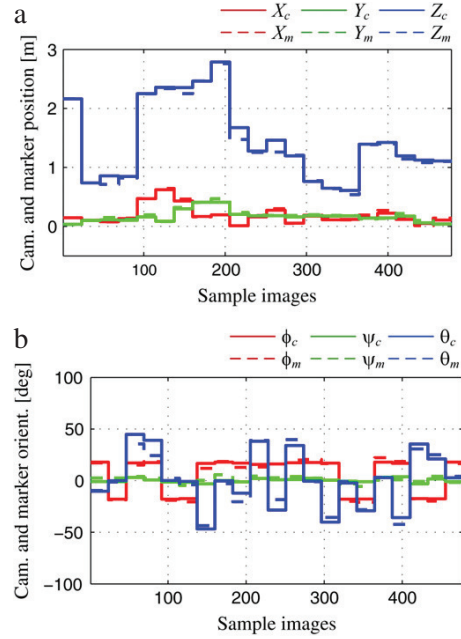 a
X_c Y_c Z_c
X_m Y_m Z_m
Cam. and marker position [m]
3
2
1
0
100 200 300 400
Sample images
b
ϕ_c ψ_c θ_c
ϕ_m ψ_m θ_m
Cam. and marker orient. [deg]
100
50
0
−50
−100
100 200 300 400
Sample images